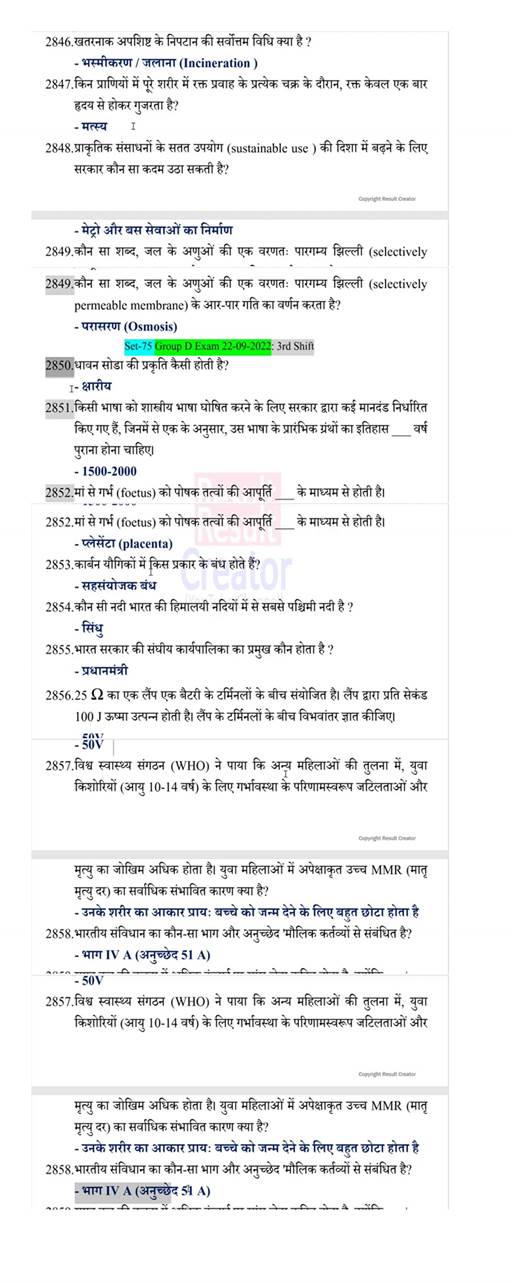 2846.खतरनाक अपशिष्ट के निपटान की सर्वोत्तम विधि क्या है ?
- भस्मीकरण / जलाना (Incineration )
2847.किन प्राणियों में पूरे शरीर में रक्त प्रवाह के प्रत्येक चक्र के दौरान, रक्त केवल एक बार
हृदय से होकर गुजरता है?
- मत्स्य
2848.प्राकृतिक संसाधनों के सतत उपयोग (sustainable use ) की दिशा में बढ़ने के लिए
सरकार कौन सा कदम उठा सकती है?
Copyright Result Creator
- मेट्रो और बस सेवाओं का निर्माण
2849.कौन सा शब्द, जल के अणुओं की एक वरणतः पारगम्य झिल्ली (selectively
2849.कौन सा शब्द, जल के अणुओं की एक वरणतः पारगम्य झिल्ली (selectively
permeable membrane) के आर-पार गति का वर्णन करता है?
- परासरण (Osmosis)
Set-75 Group D Exam 22-09-2022: 3rd Shift
2850.धावन सोडा की प्रकृति कैसी होती है?
- क्षारीय
2851.किसी भाषा को शास्त्रीय भाषा घोषित करने के लिए सरकार द्वारा कई मानदंड निर्धारित
किए गए हैं, जिनमें से एक के अनुसार, उस भाषा के प्रारंभिक ग्रंथों का इतिहास ____ वर्ष
पुराना होना चाहिए।
- 1500-2000
2852.मां से गर्भ (foetus) को पोषक तत्वों की आपूर्ति ____ के माध्यम से होती है।
2852.मां से गर्भ (foetus) को पोषक तत्वों की आपूर्ति ____ के माध्यम से होती है।
- प्लेसेंटा (placenta)
2853.कार्बन यौगिकों में किस प्रकार के बंध होते हैं?
- सहसंयोजक बंध
2854.कौन सी नदी भारत की हिमालयी नदियों में से सबसे पश्चिमी नदी है ?
- सिंधु
2855.भारत सरकार की संघीय कार्यपालिका का प्रमुख कौन होता है ?
- प्रधानमंत्री
2856.25 Ω का एक लैंप एक बैटरी के टर्मिनलों के बीच संयोजित है। लैंप द्वारा प्रति सेकंड
100 J ऊष्मा उत्पन्न होती है। लैंप के टर्मिनलों के बीच विभवांतर ज्ञात कीजिए।
- 50V
2857.विश्व स्वास्थ्य संगठन (WHO) ने पाया कि अन्य महिलाओं की तुलना में, युवा
किशोरियों (आयु 10-14 वर्ष) के लिए गर्भावस्था के परिणामस्वरूप जटिलताओं और
Copyright Result Creator
मृत्यु का जोखिम अधिक होता है। युवा महिलाओं में अपेक्षाकृत उच्च MMR (मातृ
मृत्यु दर) का सर्वाधिक संभावित कारण क्या है?
- उनके शरीर का आकार प्राय: बच्चे को जन्म देने के लिए बहुत छोटा होता है
2858.भारतीय संविधान का कौन-सा भाग और अनुच्छेद 'मौलिक कर्तव्यों से संबंधित है?
- भाग IV A (अनुच्छेद 51 A)
- 50V
2857.विश्व स्वास्थ्य संगठन (WHO) ने पाया कि अन्य महिलाओं की तुलना में, युवा
किशोरियों (आयु 10-14 वर्ष) के लिए गर्भावस्था के परिणामस्वरूप जटिलताओं और
Copyright Result Creator
मृत्यु का जोखिम अधिक होता है। युवा महिलाओं में अपेक्षाकृत उच्च MMR (मातृ
मृत्यु दर) का सर्वाधिक संभावित कारण क्या है?
- उनके शरीर का आकार प्राय: बच्चे को जन्म देने के लिए बहुत छोटा होता है
2858.भारतीय संविधान का कौन-सा भाग और अनुच्छेद 'मौलिक कर्तव्यों से संबंधित है?
- भाग IV A (अनुच्छेद 51 A)